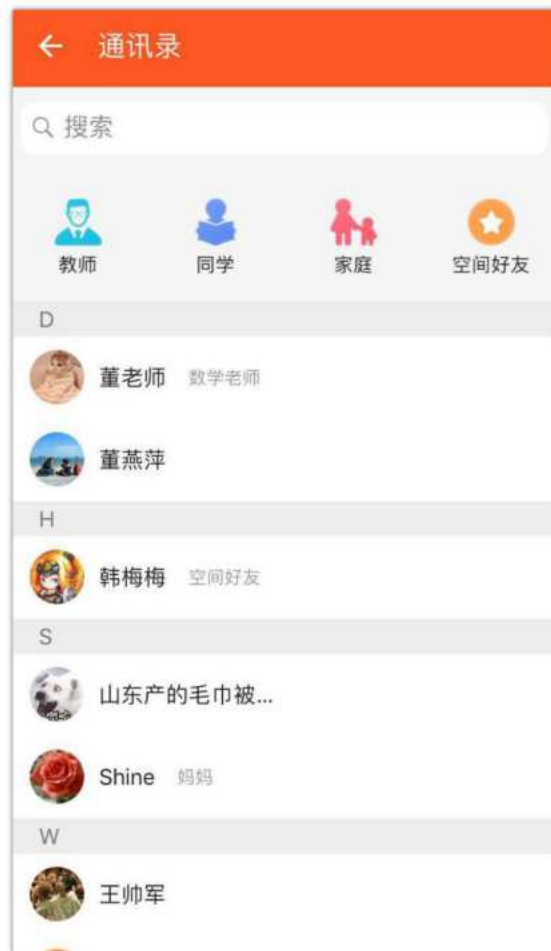 通讯录
搜索
教师 同学 家庭 空间好友
D
董老师 数学老师
董燕萍
H
韩梅梅 空间好友
S
山东产的毛巾被...
Shine 妈妈
W
王帅军